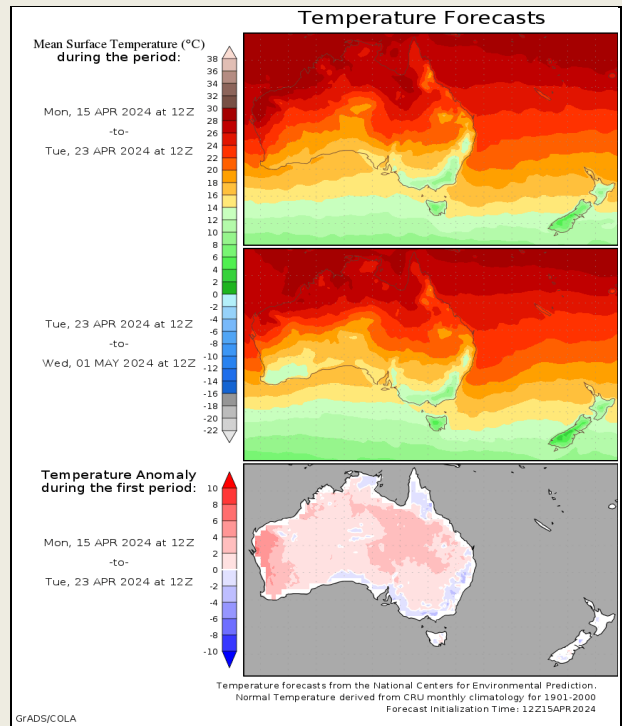 Temperature Forecasts
Mean Surface Temperature (°C)
during the period:
Mon, 15 APR 2024 at 12Z
-to-
Tue, 23 APR 2024 at 12Z
38
36
34
32
30
28
26
24
22
20
18
16
14
12
10
8
6
4
2
0
-2
-4
-6
-8
-10
-12
-14
-16
-18
-20
-22
Tue, 23 APR 2024 at 12Z
-to-
Wed, 01 MAY 2024 at 12Z
Temperature Anomaly
during the first period:
Mon, 15 APR 2024 at 12Z
-to-
Tue, 23 APR 2024 at 12Z
10
8
6
4
2
0
-2
-4
-6
-8
-10
Temperature forecasts from the National Centers for Environmental Prediction.
Normal Temperature derived from CRU monthly climatology for 1901-2000
Forecast Initialization Time: 12Z15APR2024
GrADS/COLA